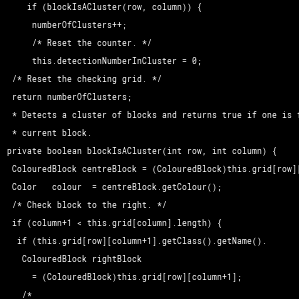 if (blockIsACluster(row, column)) {
numberOfClusters++;
/* Reset the counter. */
this.detectionNumberInCluster = 0;
/* Reset the checking grid. */
return numberOfClusters;
* Detects a cluster of blocks and returns true if one is
* current block.
private boolean blockIsACluster(int row, int column) {
ColouredBlock centreBlock = (ColouredBlock)this.grid[row]
Color colour = centreBlock.getColour();
/* Check block to the right. */
if (column+1 < this.grid[column].length) {
if (this.grid[row][column+1].getClass().getName().
ColouredBlock rightBlock
= (ColouredBlock)this.grid[row][column+1];
/*